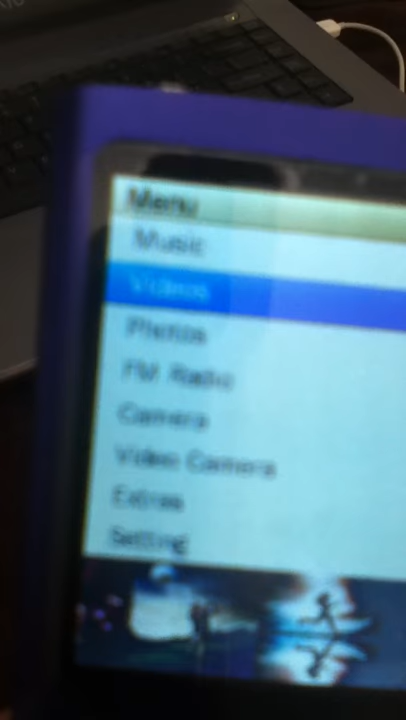 Menu
Music
Videos
Photos
FM Radio
Camera
Video Camera
Extras
Setting